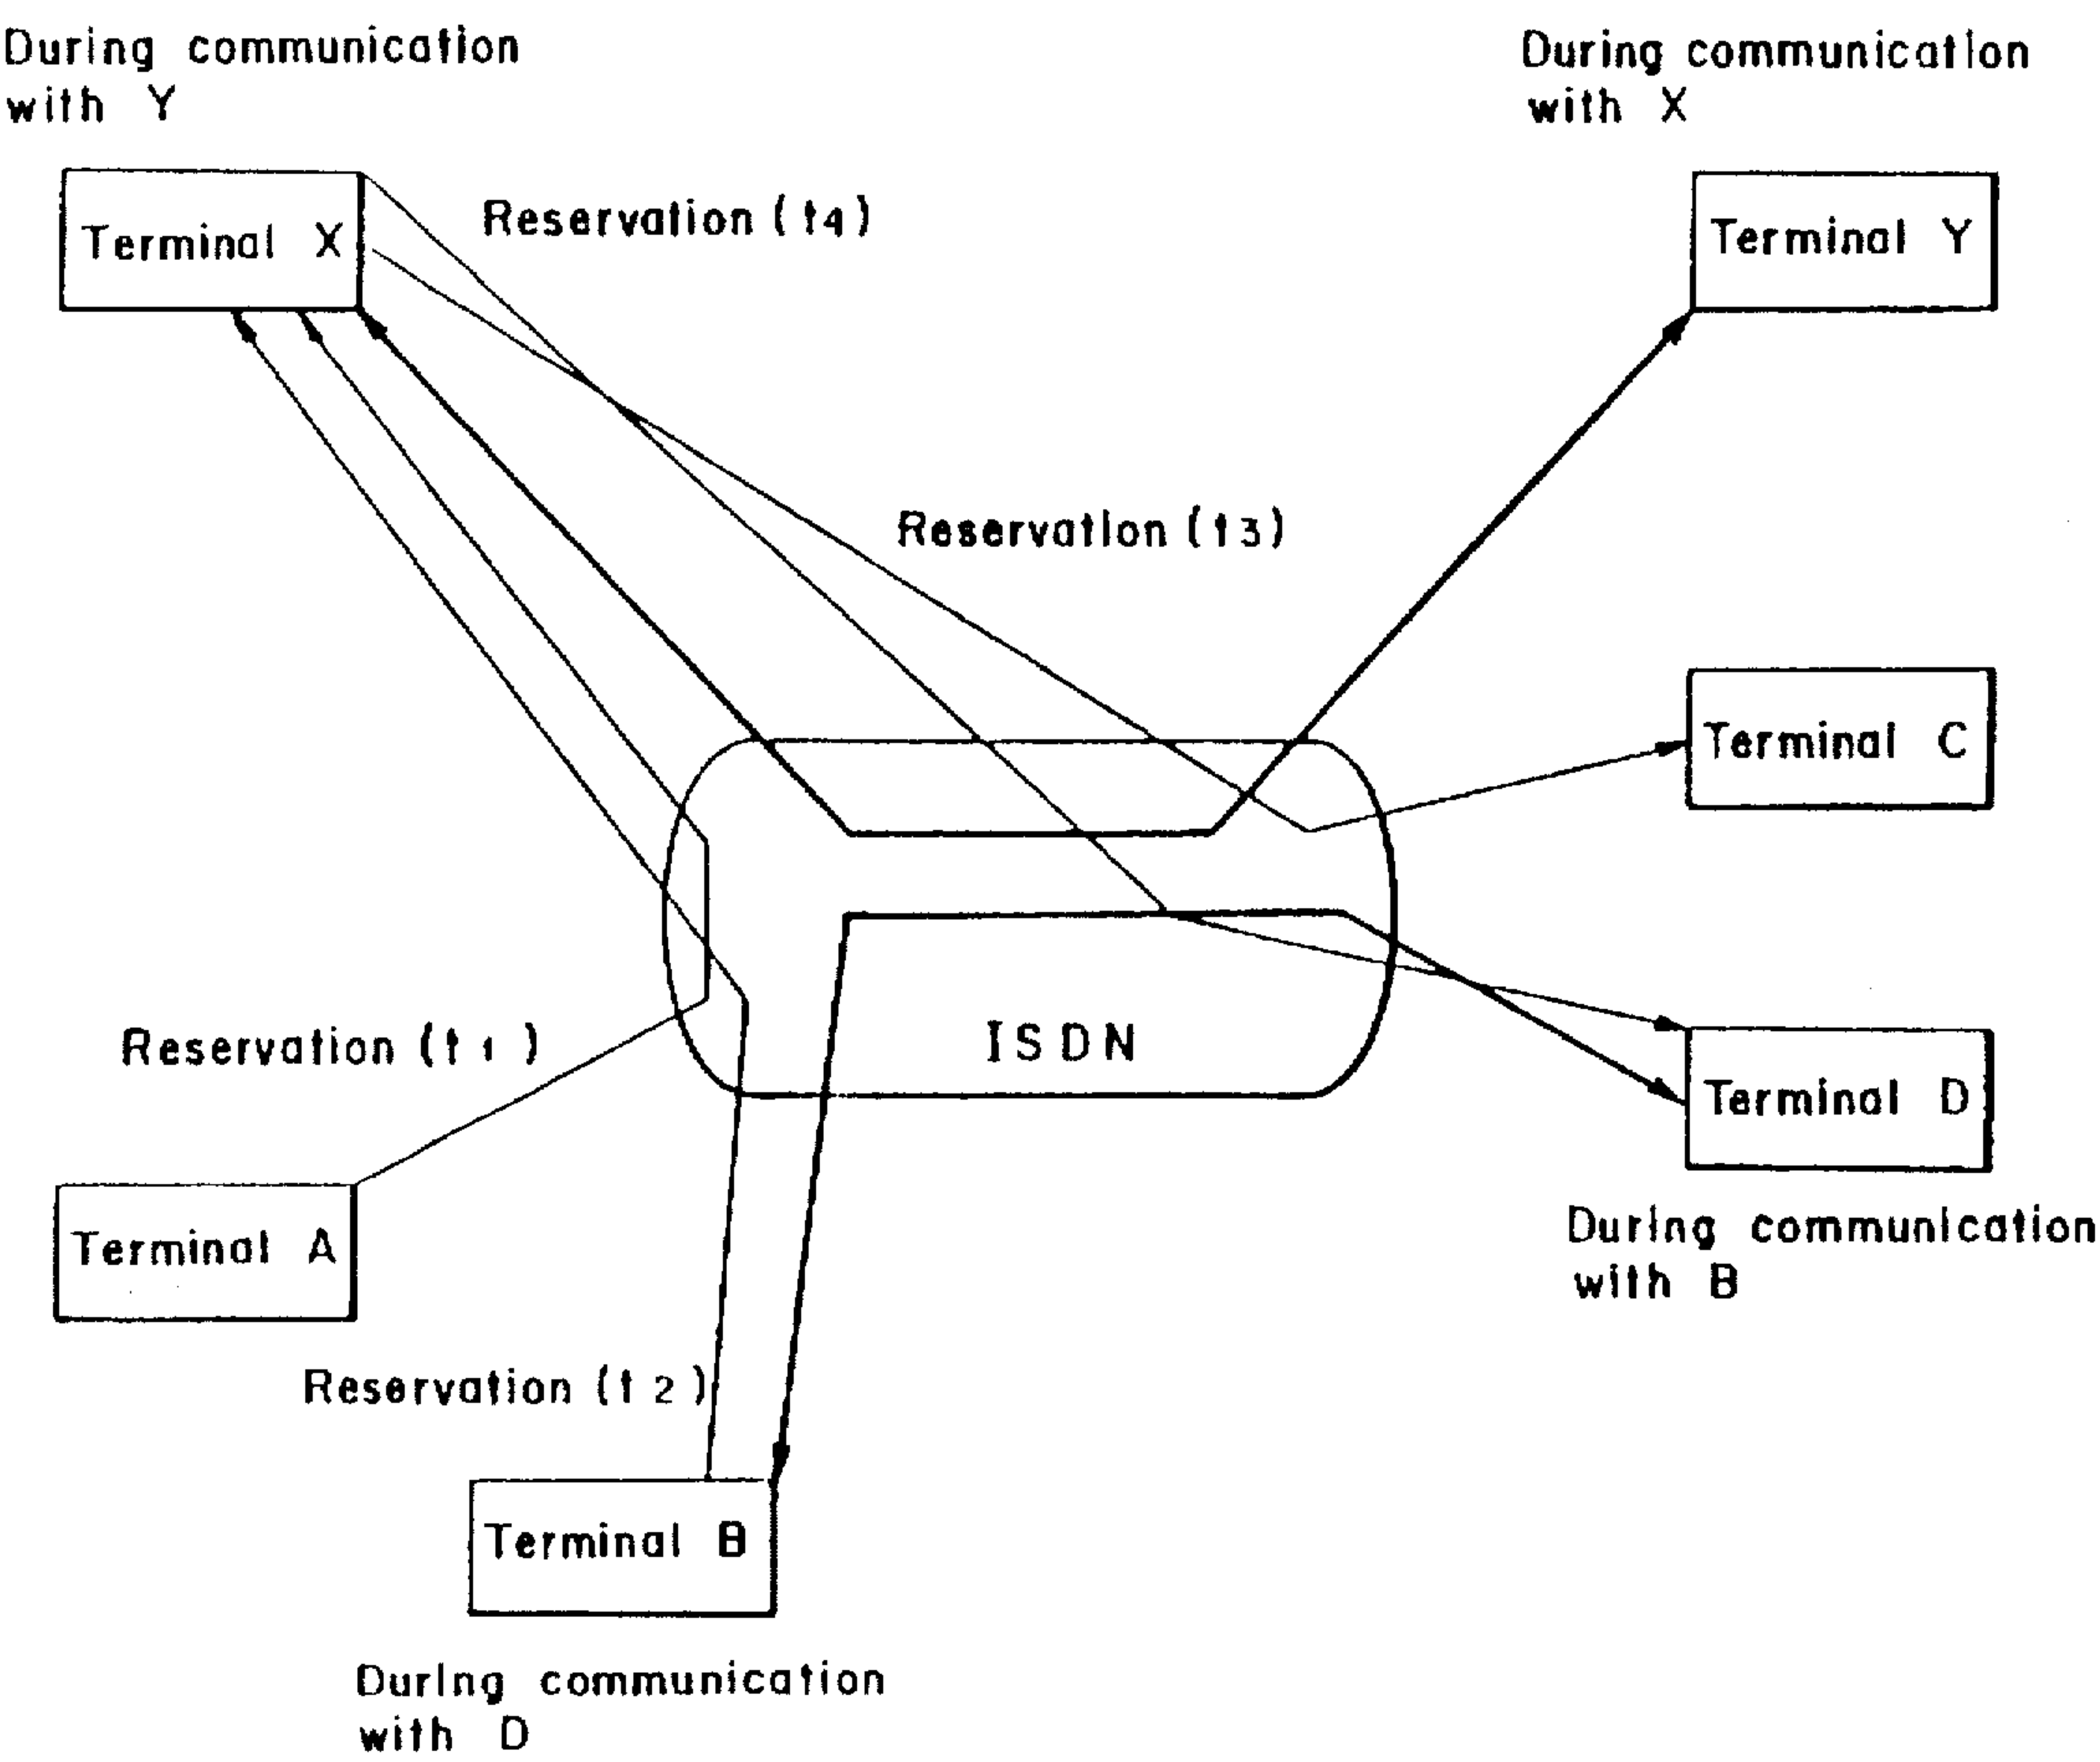 During communication
with Y
During communication
with X
Terminal X
Reservation (t4)
Terminal Y
Reservation (t3)
Terminal C
ISDN
Reservation (t1)
Terminal D
Terminal A
During communication
with B
Reservation (t2)
Terminal B
During communication
with D